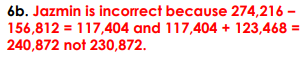 6b. Jazmin is incorrect because 274,216 –
156,812 = 117,404 and 117,404 + 123,468 =
240,872 not 230,872.